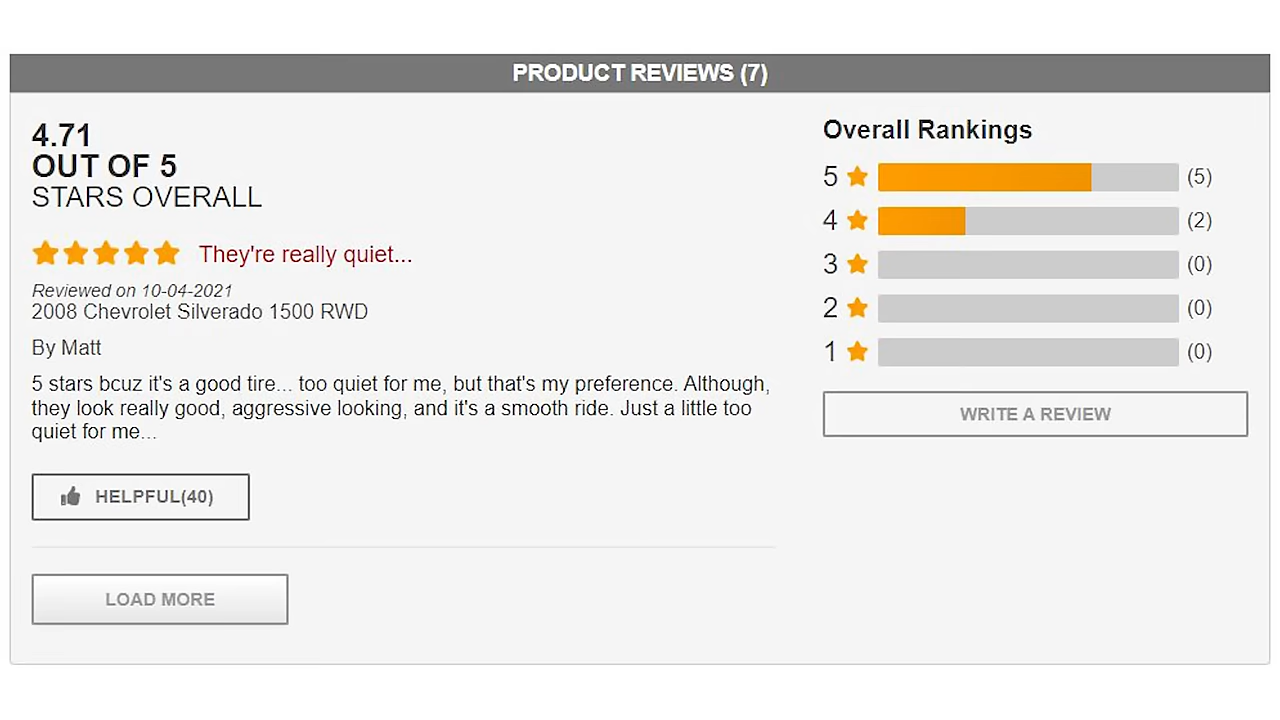 PRODUCT REVIEWS (7)
4.71
OUT OF 5
STARS OVERALL
They're really quiet...
Reviewed on 10-04-2021
2008 Chevrolet Silverado 1500 RWD
By Matt
5 stars bcuz it's a good tire... too quiet for me, but that's my preference. Although,
they look really good, aggressive looking, and it's a smooth ride. Just a little too
quiet for me...
HELPFUL(40)
LOAD MORE
Overall Rankings
5 (5)
4 (2)
3 (0)
2 (0)
1 (0)
WRITE A REVIEW